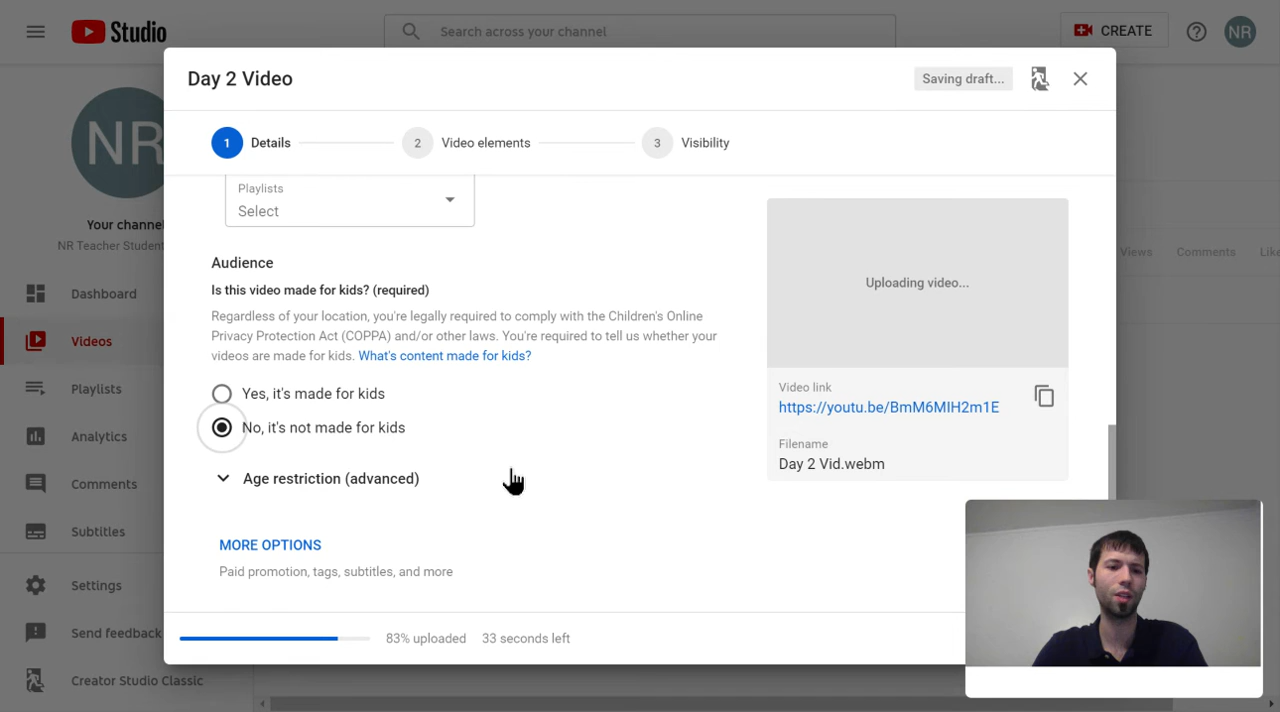 Studio
Search across your channel
CREATE
NR
Day 2 Video
Saving draft...
1 Details
2 Video elements
3 Visibility
NR
Your channel
NR Teacher Student
Dashboard
Videos
Playlists
Analytics
Comments
Subtitles
Settings
Send feedback
Creator Studio Classic
Playlists
Select
Audience
Is this video made for kids? (required)
Regardless of your location, you're legally required to comply with the Children's Online
Privacy Protection Act (COPPA) and/or other laws. You're required to tell us whether your
videos are made for kids. What's content made for kids?
Yes, it's made for kids
No, it's not made for kids
Age restriction (advanced)
MORE OPTIONS
Paid promotion, tags, subtitles, and more
Uploading video...
Video link
https://youtu.be/BmM6MIH2m1E
Filename
Day 2 Vid.webm
Views Comments Like
83% uploaded 33 seconds left